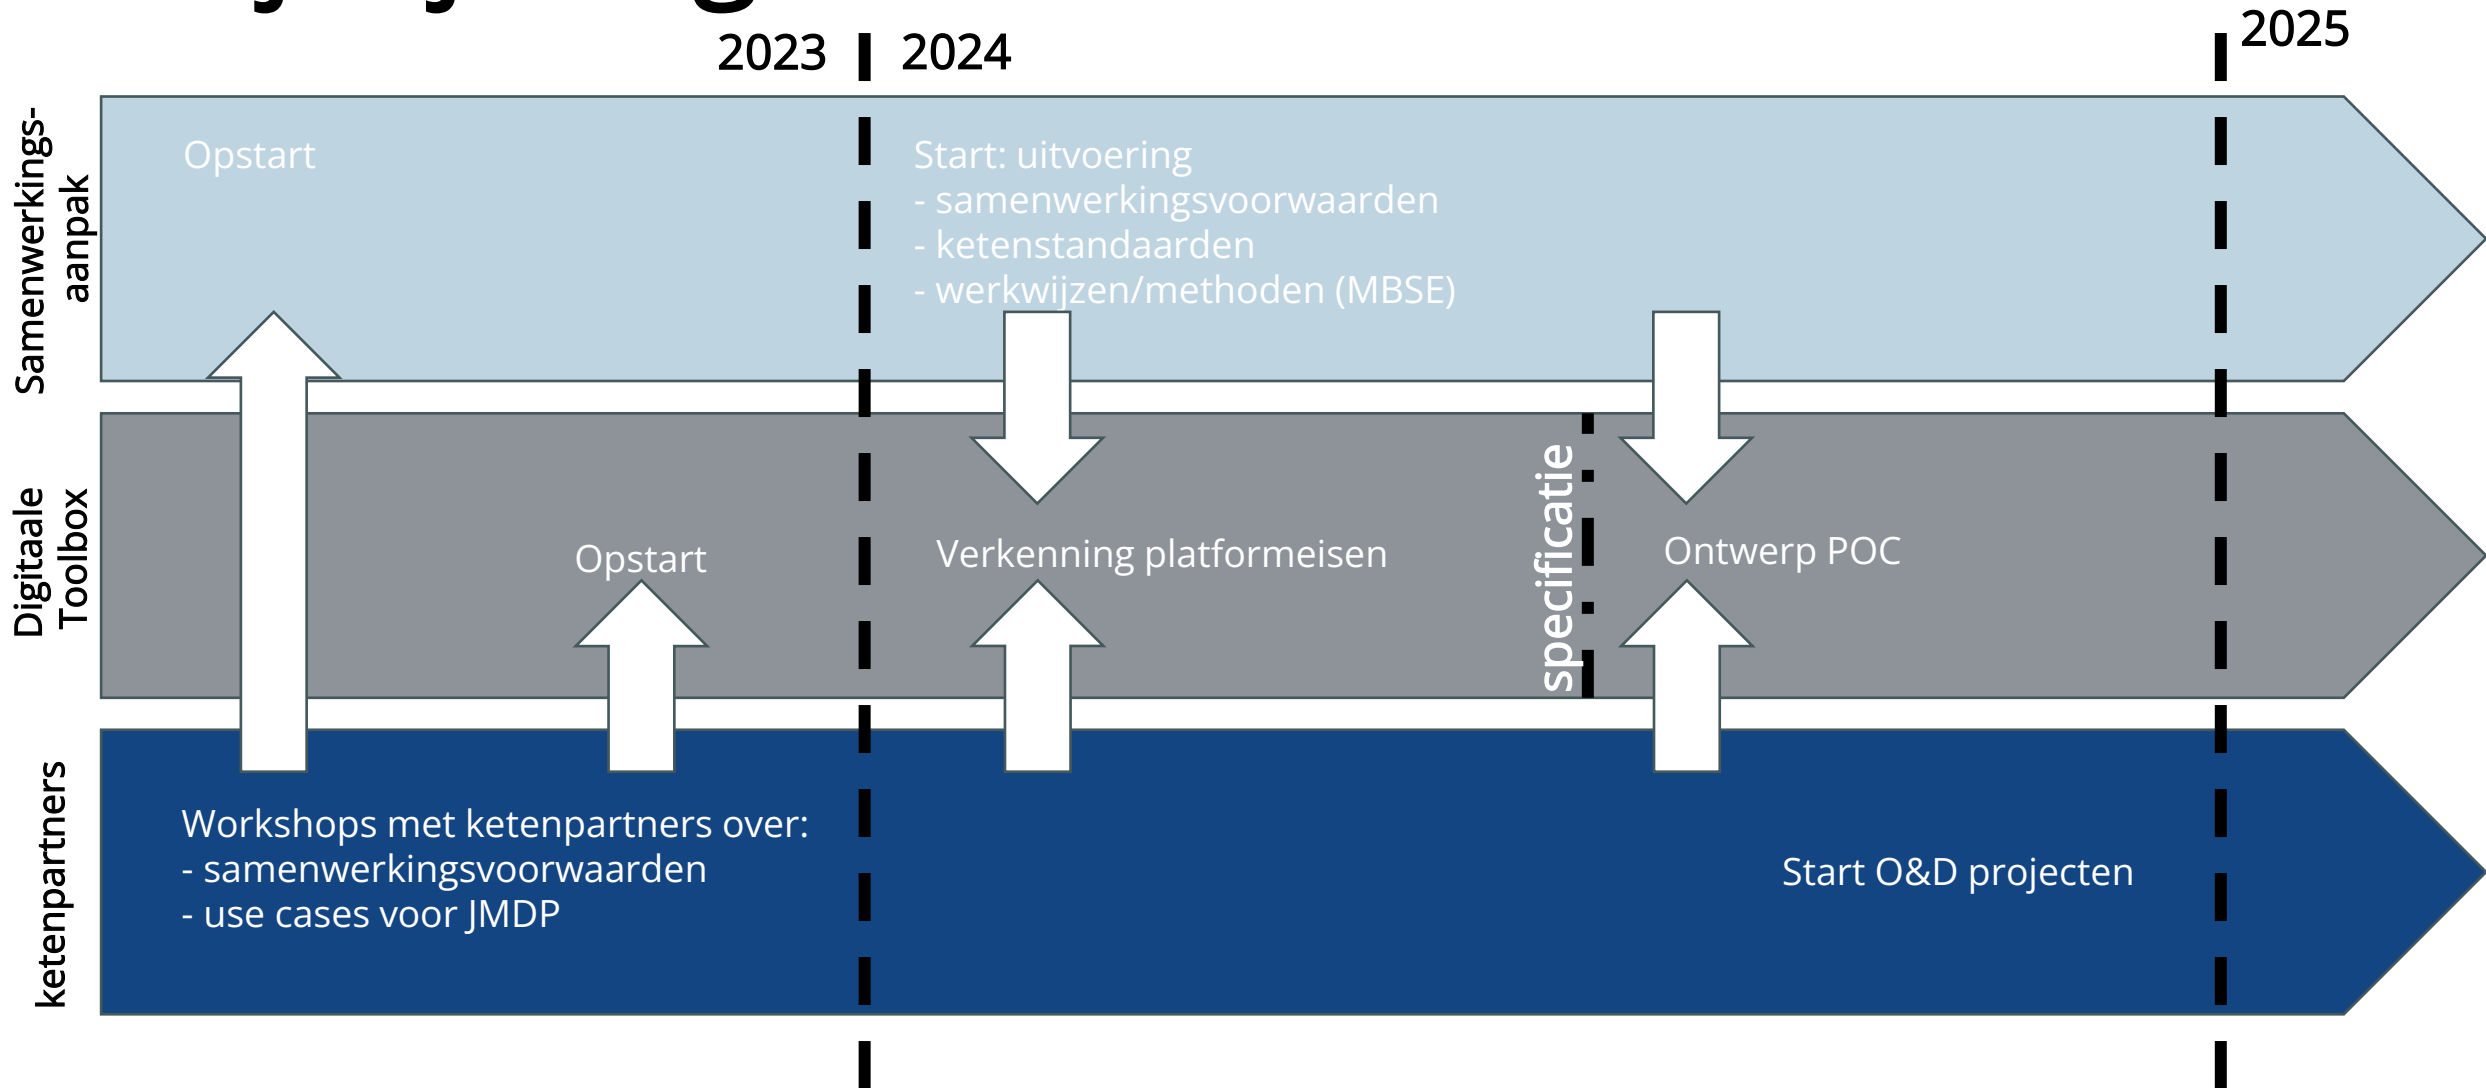 2023
2024
2025
Samenwerkings-
aanpak
Opstart
Start: uitvoering
- samenwerkingsvoorwaarden
- ketenstandaarden
- werkwijzen/methoden (MBSE)
Digitaale
Toolbox
Opstart
Verkenning platformeisen
specificatie
Ontwerp POC
ketenpartners
Workshops met ketenpartners over:
- samenwerkingsvoorwaarden
- use cases voor JMDP
Start O&D projecten